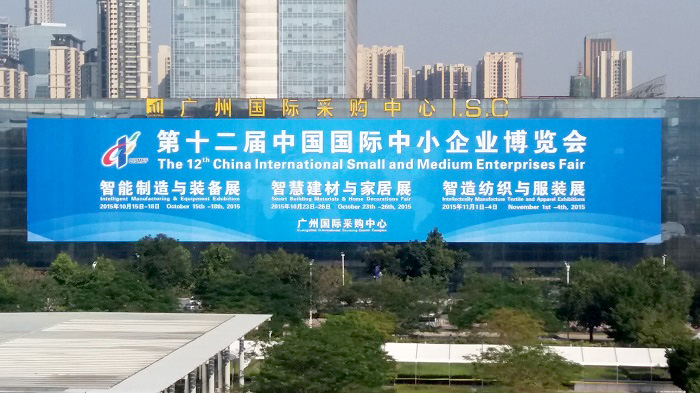 广州国际采购中心 I.S.C
第十二届中国国际中小企业博览会
The 12th China International Small and Medium Enterprises Fair
智能制造与装备展
Intelligent Manufacturing & Equipment Exhibition
2015年10月15日-18日 October 15th -18th, 2015
智慧建材与家居展
Smart Building Materials & Home Decorations Fair
2015年10月23日-26日 October 23th-26th, 2015
智造纺织与服装展
Intellectually Manufacture Textile and Apparel Exhibitions
2015年11月1日-4日 November 1st-4th, 2015
广州国际采购中心